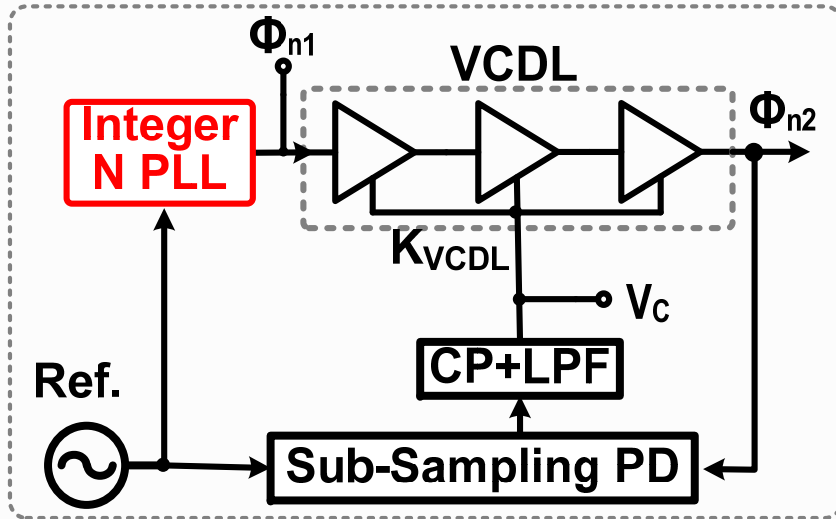 Φn1
VCDL
Integer
N PLL
Φn2
KVCDL
VC
CP+LPF
Ref.
Sub-Sampling PD